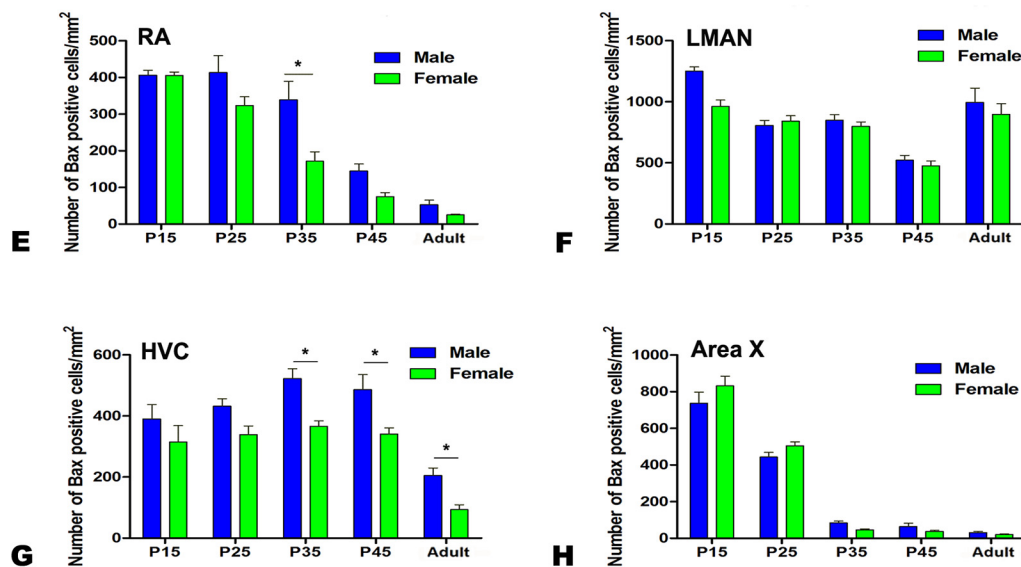 RA
Number of Bax positive cells/mm²
500
400
300
200
100
0
Male
Female
*
P15 P25 P35 P45 Adult
E
LMAN
Number of Bax positive cells/mm²
1500
1000
500
0
Male
Female
P15 P25 P35 P45 Adult
F
HVC
Number of Bax positive cells/mm²
600
400
200
0
Male
Female
* * *
P15 P25 P35 P45 Adult
G
Area X
Number of Bax positive cells/mm²
1000
800
600
400
200
0
Male
Female
P15 P25 P35 P45 Adult
H